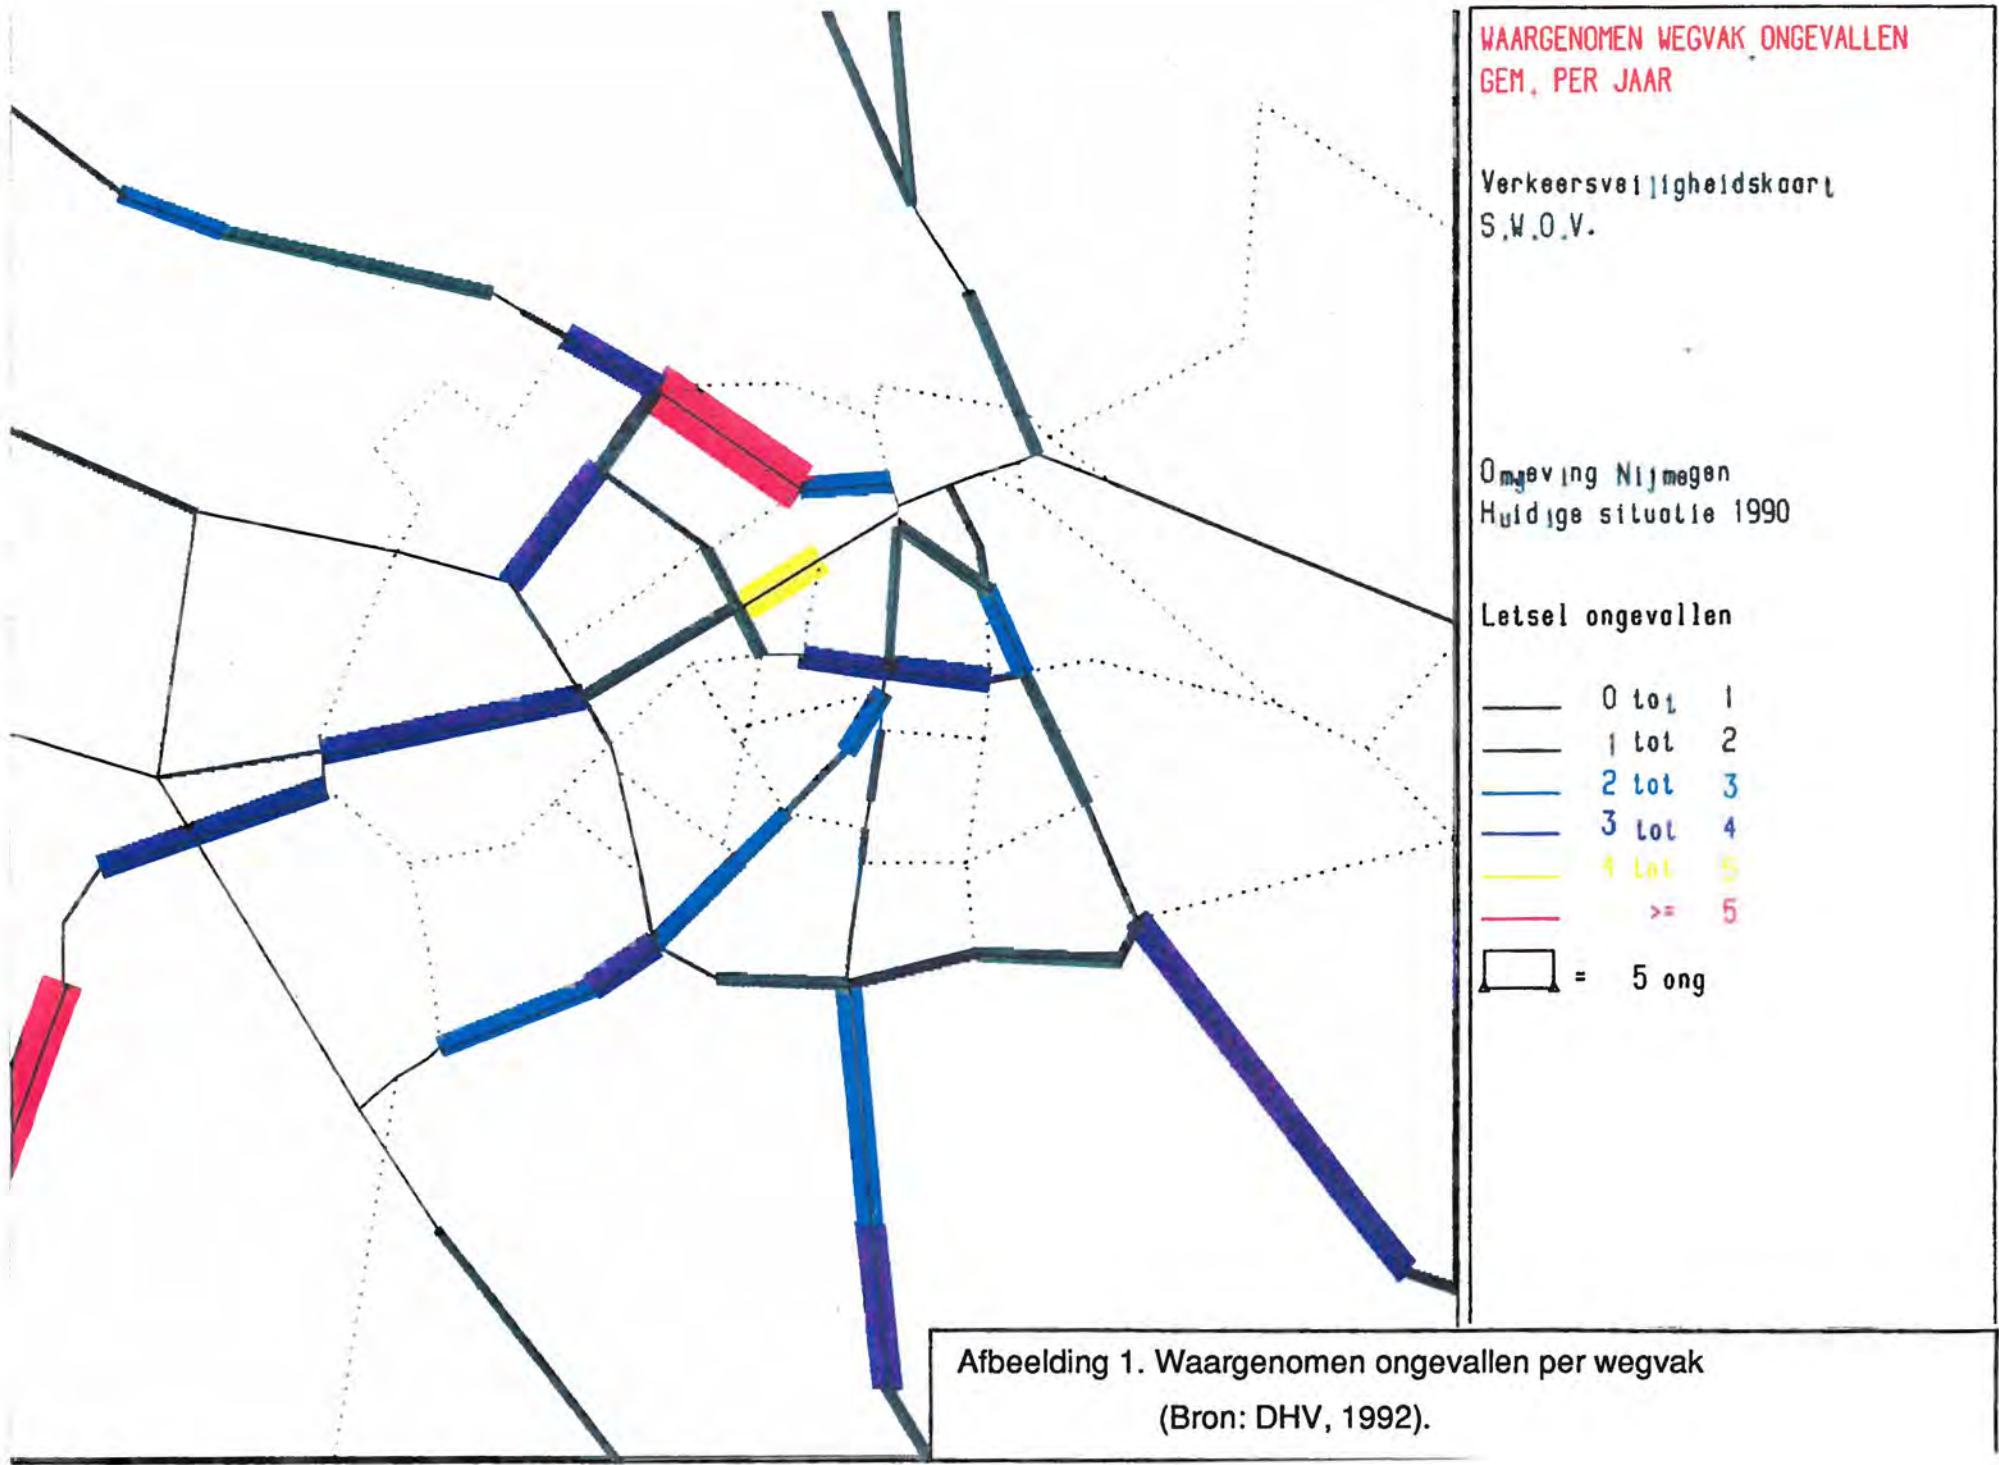 WAARGENOMEN WEGVAK ONGEVALLEN
GEM. PER JAAR
Verkeersveiligheidskaart
S.W.O.V.
Omgeving Nijmegen
Huidige situatie 1990
Letsel ongevallen
0 tot 1
1 tot 2
2 tot 3
3 tot 4
4 tot 5
>= 5
= 5 ong
Afbeelding 1. Waargenomen ongevallen per wegvak
(Bron: DHV, 1992).